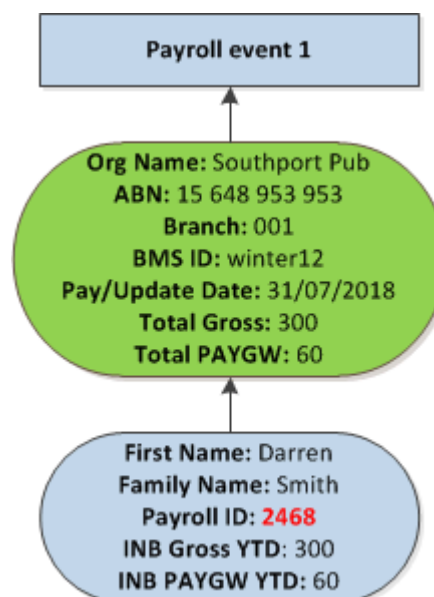 Payroll event 1
Org Name: Southport Pub
ABN: 15 648 953 953
Branch: 001
BMS ID: winter12
Pay/Update Date: 31/07/2018
Total Gross: 300
Total PAYGW: 60
First Name: Darren
Family Name: Smith
Payroll ID: 2468
INB Gross YTD: 300
INB PAYGW YTD: 60